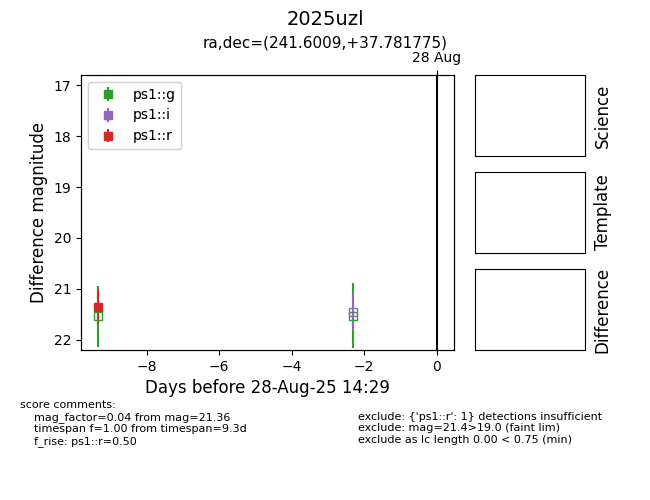 2025uzl
ra,dec=(241.6009,+37.781775)
28 Aug
ps1::g
ps1::i
ps1::r
17
18
19
20
21
22
Difference magnitude
−8
−6
−4
−2
0
Days before 28-Aug-25 14:29
Science
Template
Difference
score comments:
mag_factor=0.04 from mag=21.36
timespan f=1.00 from timespan=9.3d
f_rise: ps1::r=0.50
exclude: {'ps1::r': 1} detections insufficient
exclude: mag=21.4>19.0 (faint lim)
exclude as lc length 0.00 < 0.75 (min)